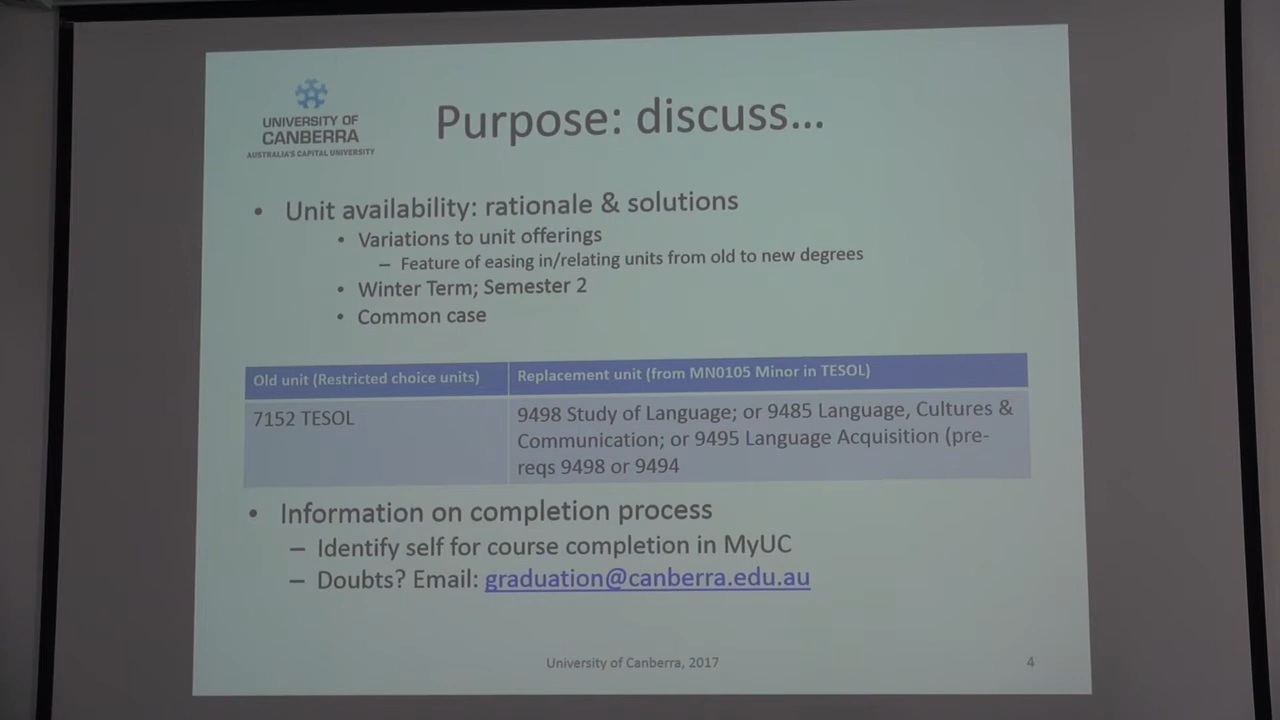 UNIVERSITY OF
CANBERRA
AUSTRALIA'S CAPITAL UNIVERSITY
Purpose: discuss...
• Unit availability: rationale & solutions
• Variations to unit offerings
– Feature of easing in/relating units from old to new degrees
• Winter Term; Semester 2
• Common case
Old unit (Restricted choice units)
Replacement unit (from MN0105 Minor in TESOL)
7152 TESOL
9498 Study of Language; or 9485 Language, Cultures &
Communication; or 9495 Language Acquisition (pre-
reqs 9498 or 9494
• Information on completion process
– Identify self for course completion in MyUC
– Doubts? Email: graduation@canberra.edu.au
University of Canberra, 2017
4